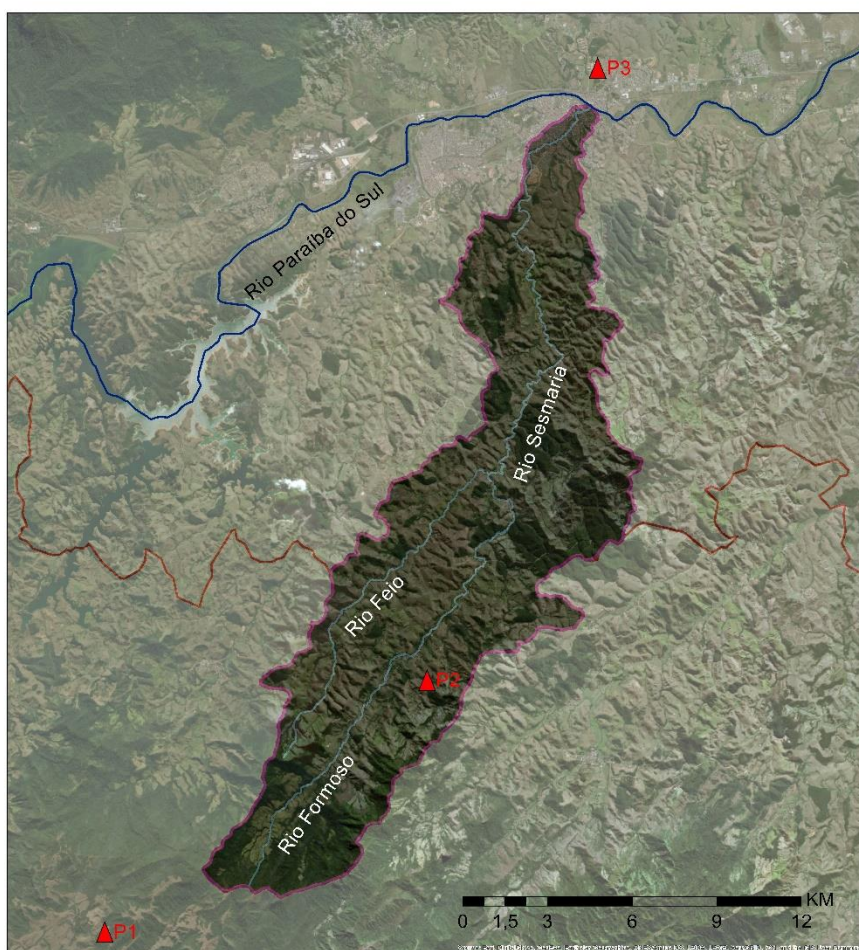 P3
Rio Paraíba do Sul
Rio Sesmaria
Rio Feio
P2
Rio Formoso
P1
KM
0 1,5 3 6 9 12